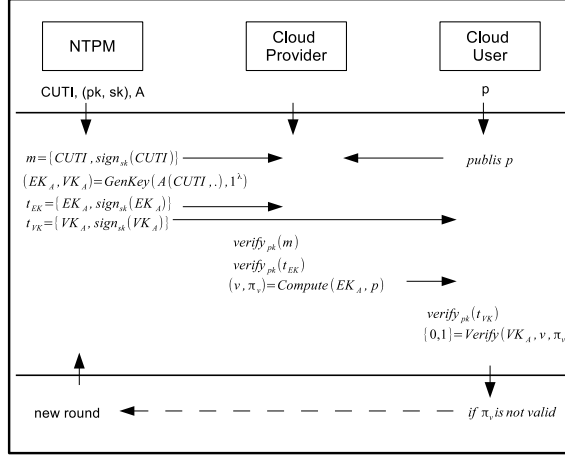 NTPM
Cloud
Provider
Cloud
User
CUTI, (pk, sk), A
p
m={CUTI,sign_sk(CUTI)}
publis p
(EK_A,VK_A)=GenKey(A(CUTI,.),1^λ)
t_EK={EK_A,sign_sk(EK_A)}
t_VK={VK_A,sign_sk(VK_A)}
verify_pk(m)
verify_pk(t_EK)
(v,π_v)=Compute(EK_A,p)
verify_pk(t_VK)
{0,1}=Verify(VK_A,v,π_v
new round
if π_v is not valid